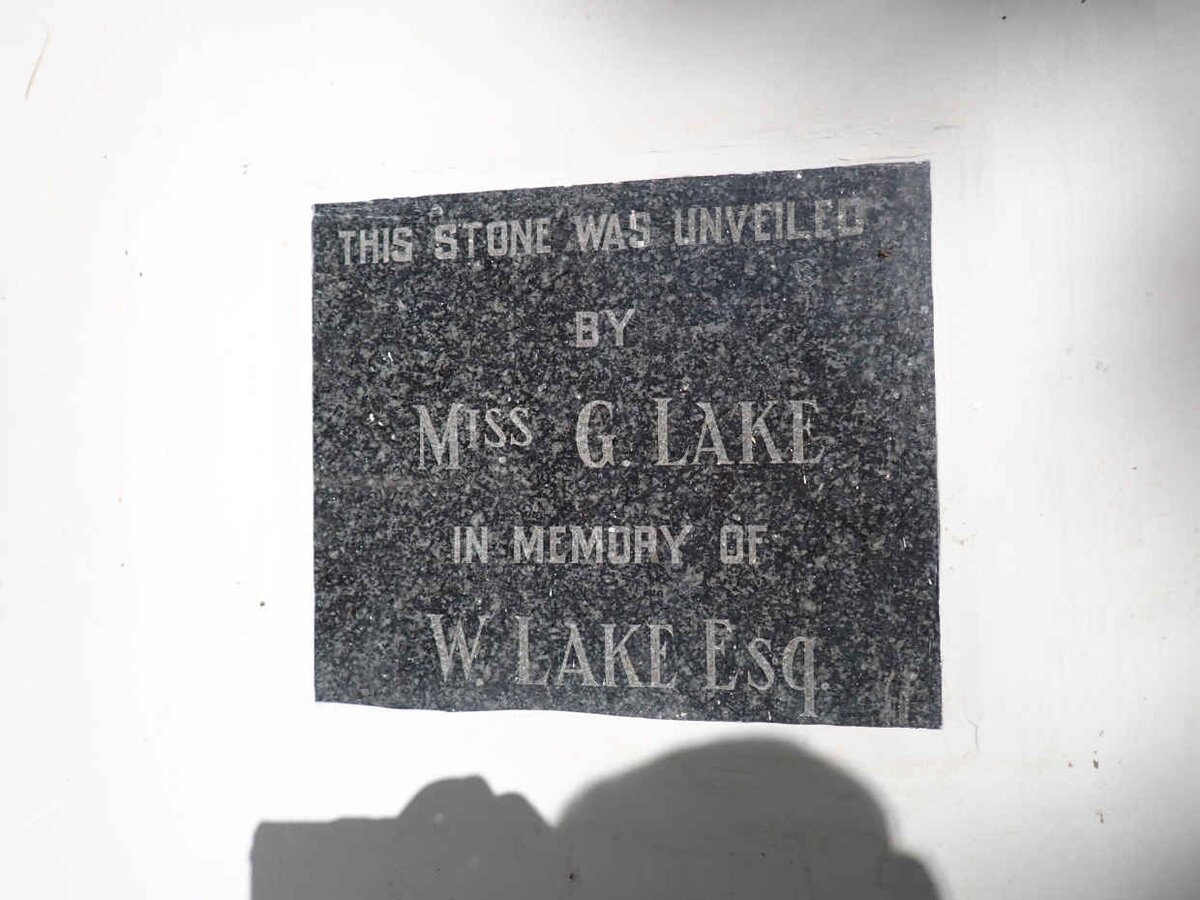 THIS STONE WAS UNVEILED
BY
MISS G. LAKE
IN MEMORY OF
W. LAKE ESQ.